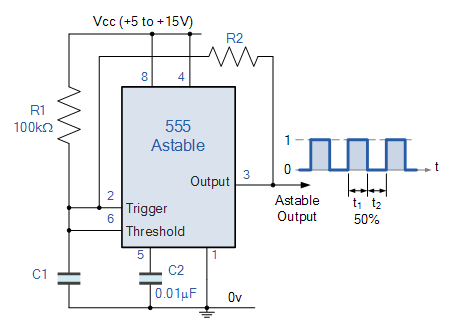 Vcc (+5 to +15V)
R2
8
4
R1
100kΩ
555
Astable
Output
3
1
0
t
Astable
Output
t₁
t₂
50%
2
Trigger
6
Threshold
5
1
C1
C2
0.01µF
0v